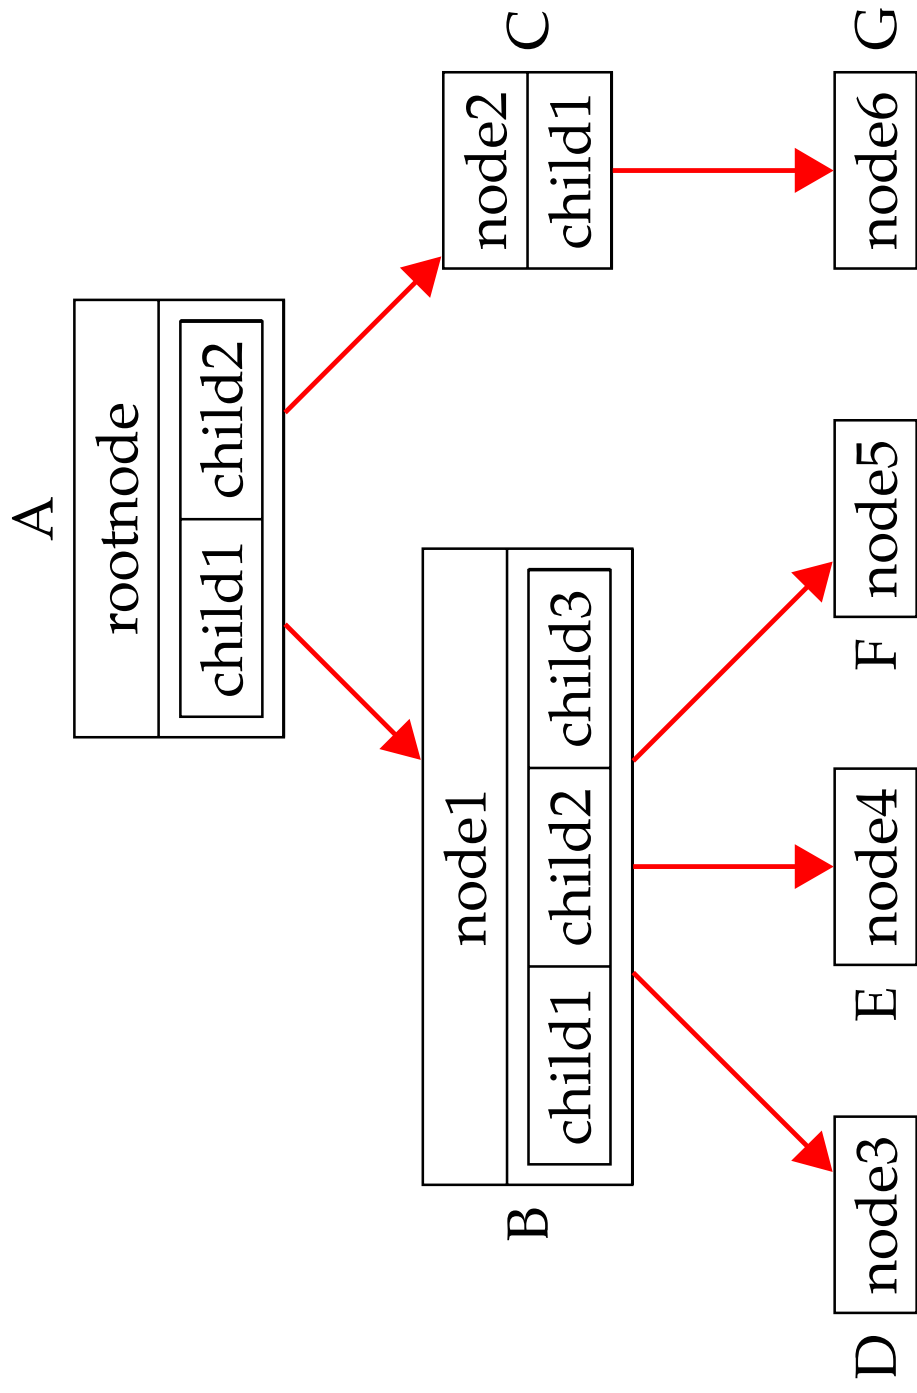 A
rootnode
child1 child2
node1
child1 child2 child3
B
node2
child1
C
D
node3
E
node4
F
node5
node6
G